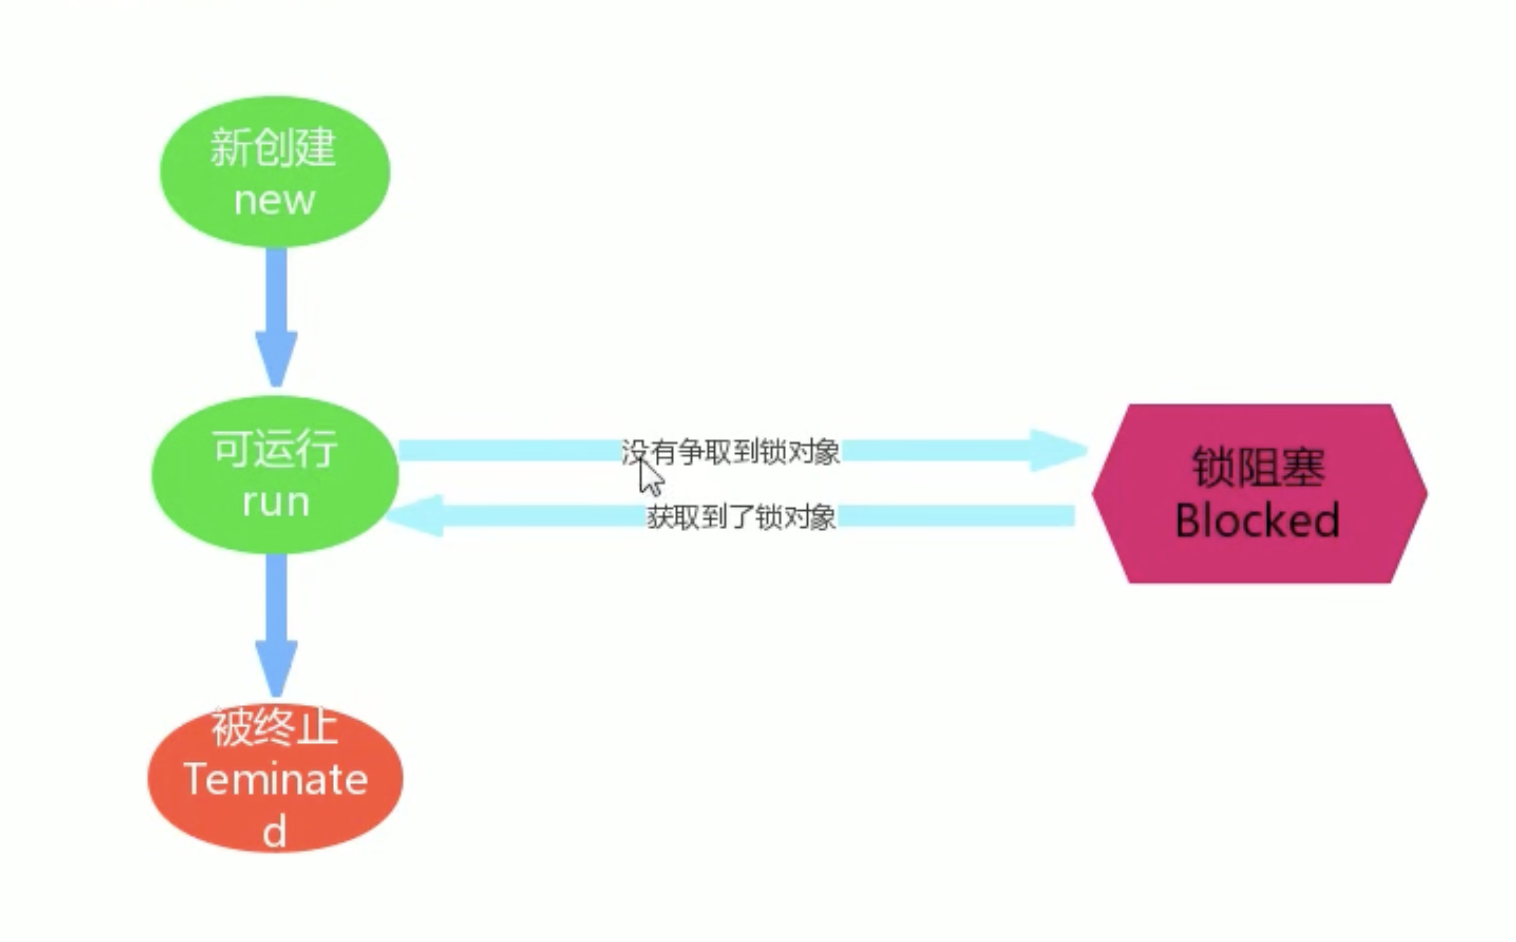 新创建
new
可运行
run
没有争取到锁对象
获取到了锁对象
锁阻塞
Blocked
被终止
Teminate
d